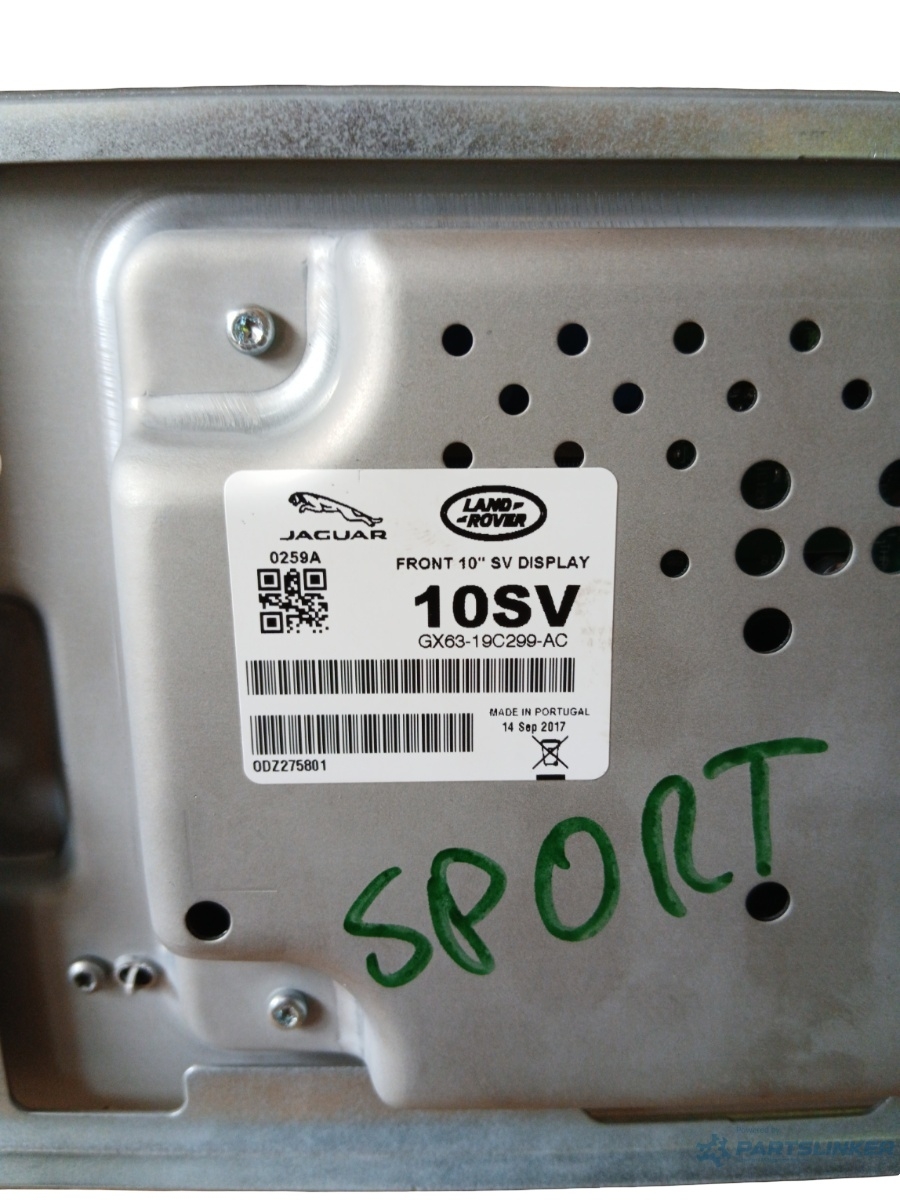 JAGUAR
LAND
ROVER
0259A
FRONT 10" SV DISPLAY
10SV
GX63-19C299-AC
MADE IN PORTUGAL
14 Sep 2017
ODZ275801
SPORT
PARTSLINKER